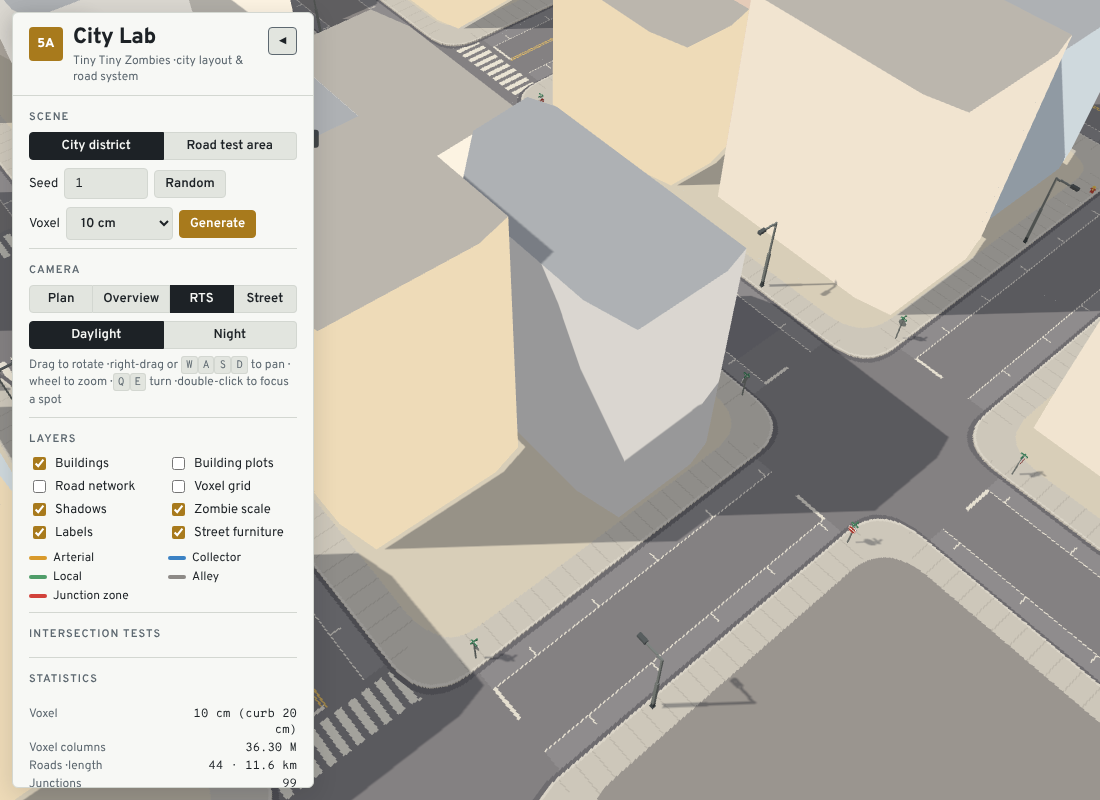 5A
City Lab
◄
Tiny Tiny Zombies · city layout &
road system
SCENE
City district
Road test area
Seed
1
Random
Voxel
10 cm
Generate
CAMERA
Plan
Overview
RTS
Street
Daylight
Night
Drag to rotate · right-drag or W A S D to pan ·
wheel to zoom · Q E turn · double-click to focus
a spot
LAYERS
Buildings
Building plots
Road network
Voxel grid
Shadows
Zombie scale
Labels
Street furniture
Arterial
Collector
Local
Alley
Junction zone
INTERSECTION TESTS
STATISTICS
Voxel 10 cm (curb 20
cm)
Voxel columns 36.30 M
Roads · length 44 · 11.6 km
Junctions 99